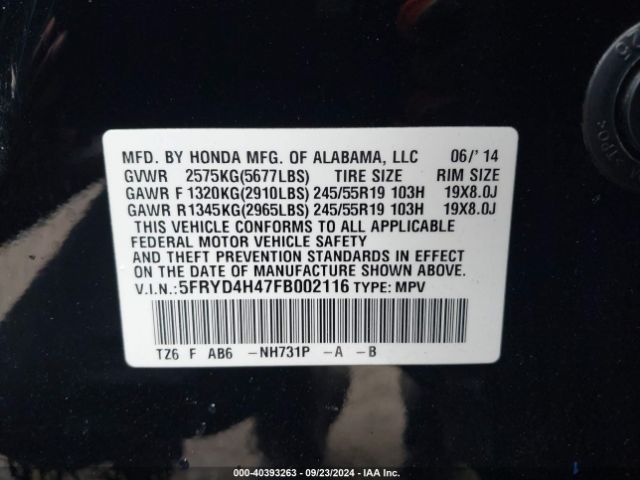 MFD. BY HONDA MFG. OF ALABAMA, LLC 06/' 14
GVWR 2575KG(5677LBS) TIRE SIZE RIM SIZE
GAWR F 1320KG(2910LBS) 245/55R19 103H 19X8.0J
GAWR R1345KG(2965LBS) 245/55R19 103H 19X8.0J
THIS VEHICLE CONFORMS TO ALL APPLICABLE
FEDERAL MOTOR VEHICLE SAFETY
AND THEFT PREVENTION STANDARDS IN EFFECT
ON THE DATE OF MANUFACTURE SHOWN ABOVE.
V.I.N.:5FRYD4H47FB002116 TYPE: MPV
TZ6 F AB6 -NH731P -A -B
000-40393263 - 09/23/2024 - IAA Inc.